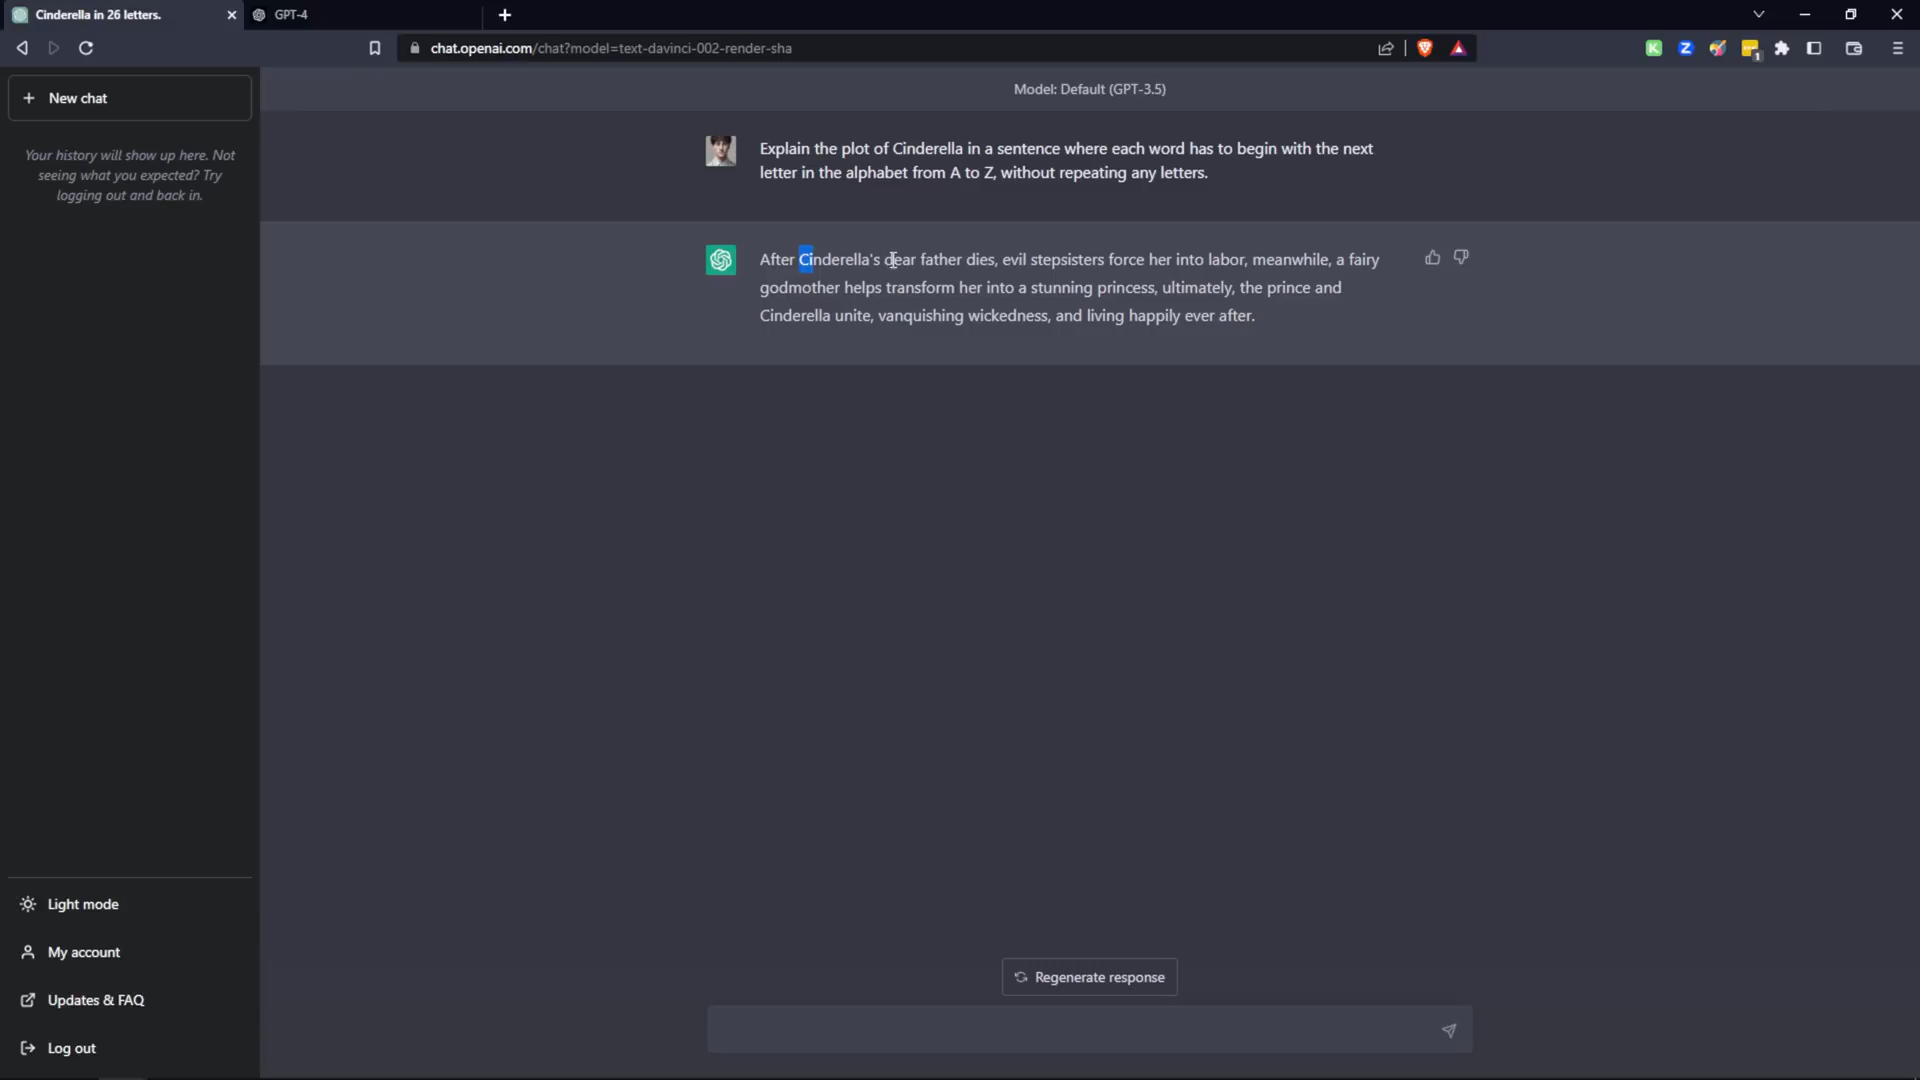 Cinderella in 26 letters.
GPT-4
chat.openai.com/chat?model=text-davinci-002-render-sha
1
New chat
Your history will show up here. Not
seeing what you expected? Try
logging out and back in.
Model: Default (GPT-3.5)
Explain the plot of Cinderella in a sentence where each word has to begin with the next
letter in the alphabet from A to Z, without repeating any letters.
After Cinderella's dear father dies, evil stepsisters force her into labor, meanwhile, a fairy
godmother helps transform her into a stunning princess, ultimately, the prince and
Cinderella unite, vanquishing wickedness, and living happily ever after.
Light mode
My account
Updates & FAQ
Log out
Regenerate response